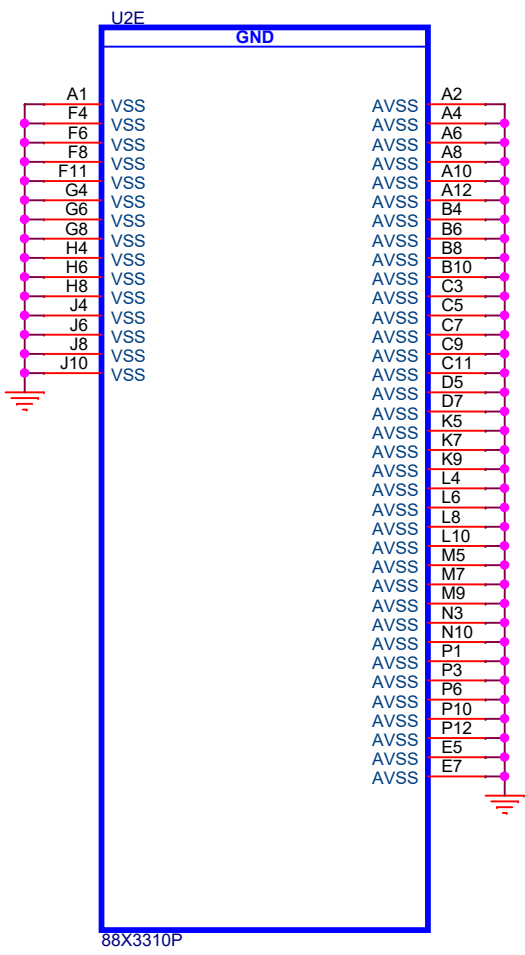 U2E
GND
A1 VSS AVSS A2
F4 VSS AVSS A4
F6 VSS AVSS A6
F8 VSS AVSS A8
F11 VSS AVSS A10
G4 VSS AVSS A12
G6 VSS AVSS B4
G8 VSS AVSS B6
H4 VSS AVSS B8
H6 VSS AVSS B10
H8 VSS AVSS C3
J4 VSS AVSS C5
J6 VSS AVSS C7
J8 VSS AVSS C9
J10 VSS AVSS C11
AVSS D5
AVSS D7
AVSS K5
AVSS K7
AVSS K9
AVSS L4
AVSS L6
AVSS L8
AVSS L10
AVSS M5
AVSS M7
AVSS M9
AVSS N3
AVSS N10
AVSS P1
AVSS P3
AVSS P6
AVSS P10
AVSS P12
AVSS E5
AVSS E7
88X3310P